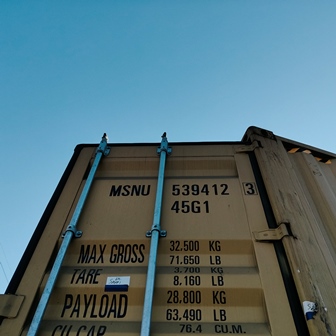 MSNU 539412 3
45G1
MAX GROSS 32.500 KG
71.650 LB
TARE 3.700 KG
8.160 LB
PAYLOAD 28.800 KG
63.490 LB
CU.CAP. 76.4 CU.M.